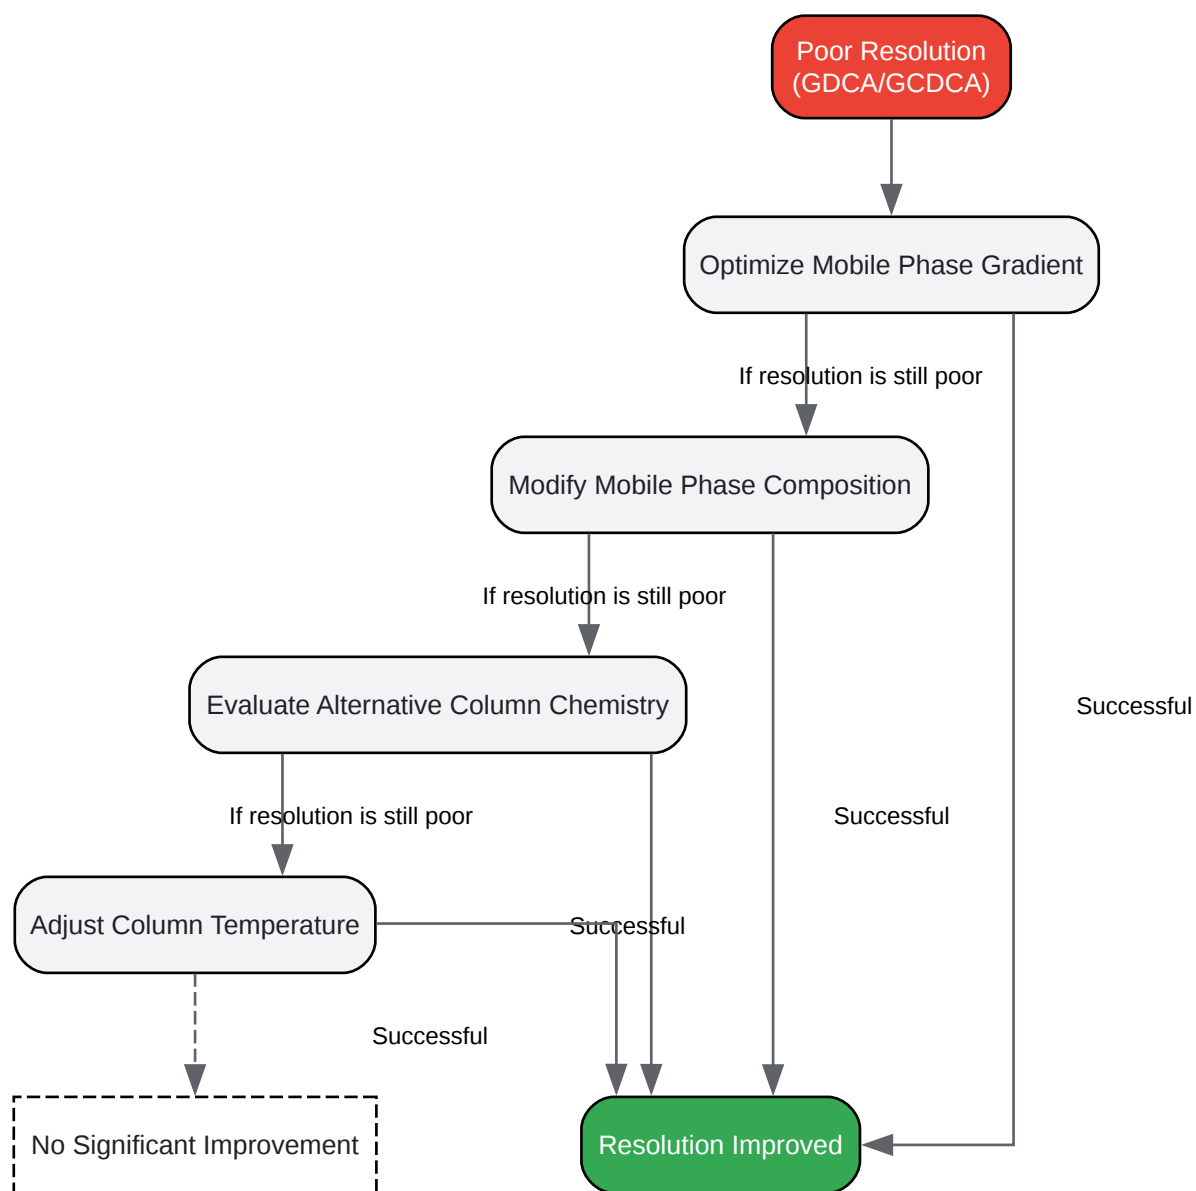 Poor Resolution
(GDCA/GCDCA)
Optimize Mobile Phase Gradient
If resolution is still poor
Modify Mobile Phase Composition
If resolution is still poor
Evaluate Alternative Column Chemistry
Successful
If resolution is still poor
Successful
Adjust Column Temperature
Successful
Successful
No Significant Improvement
Resolution Improved